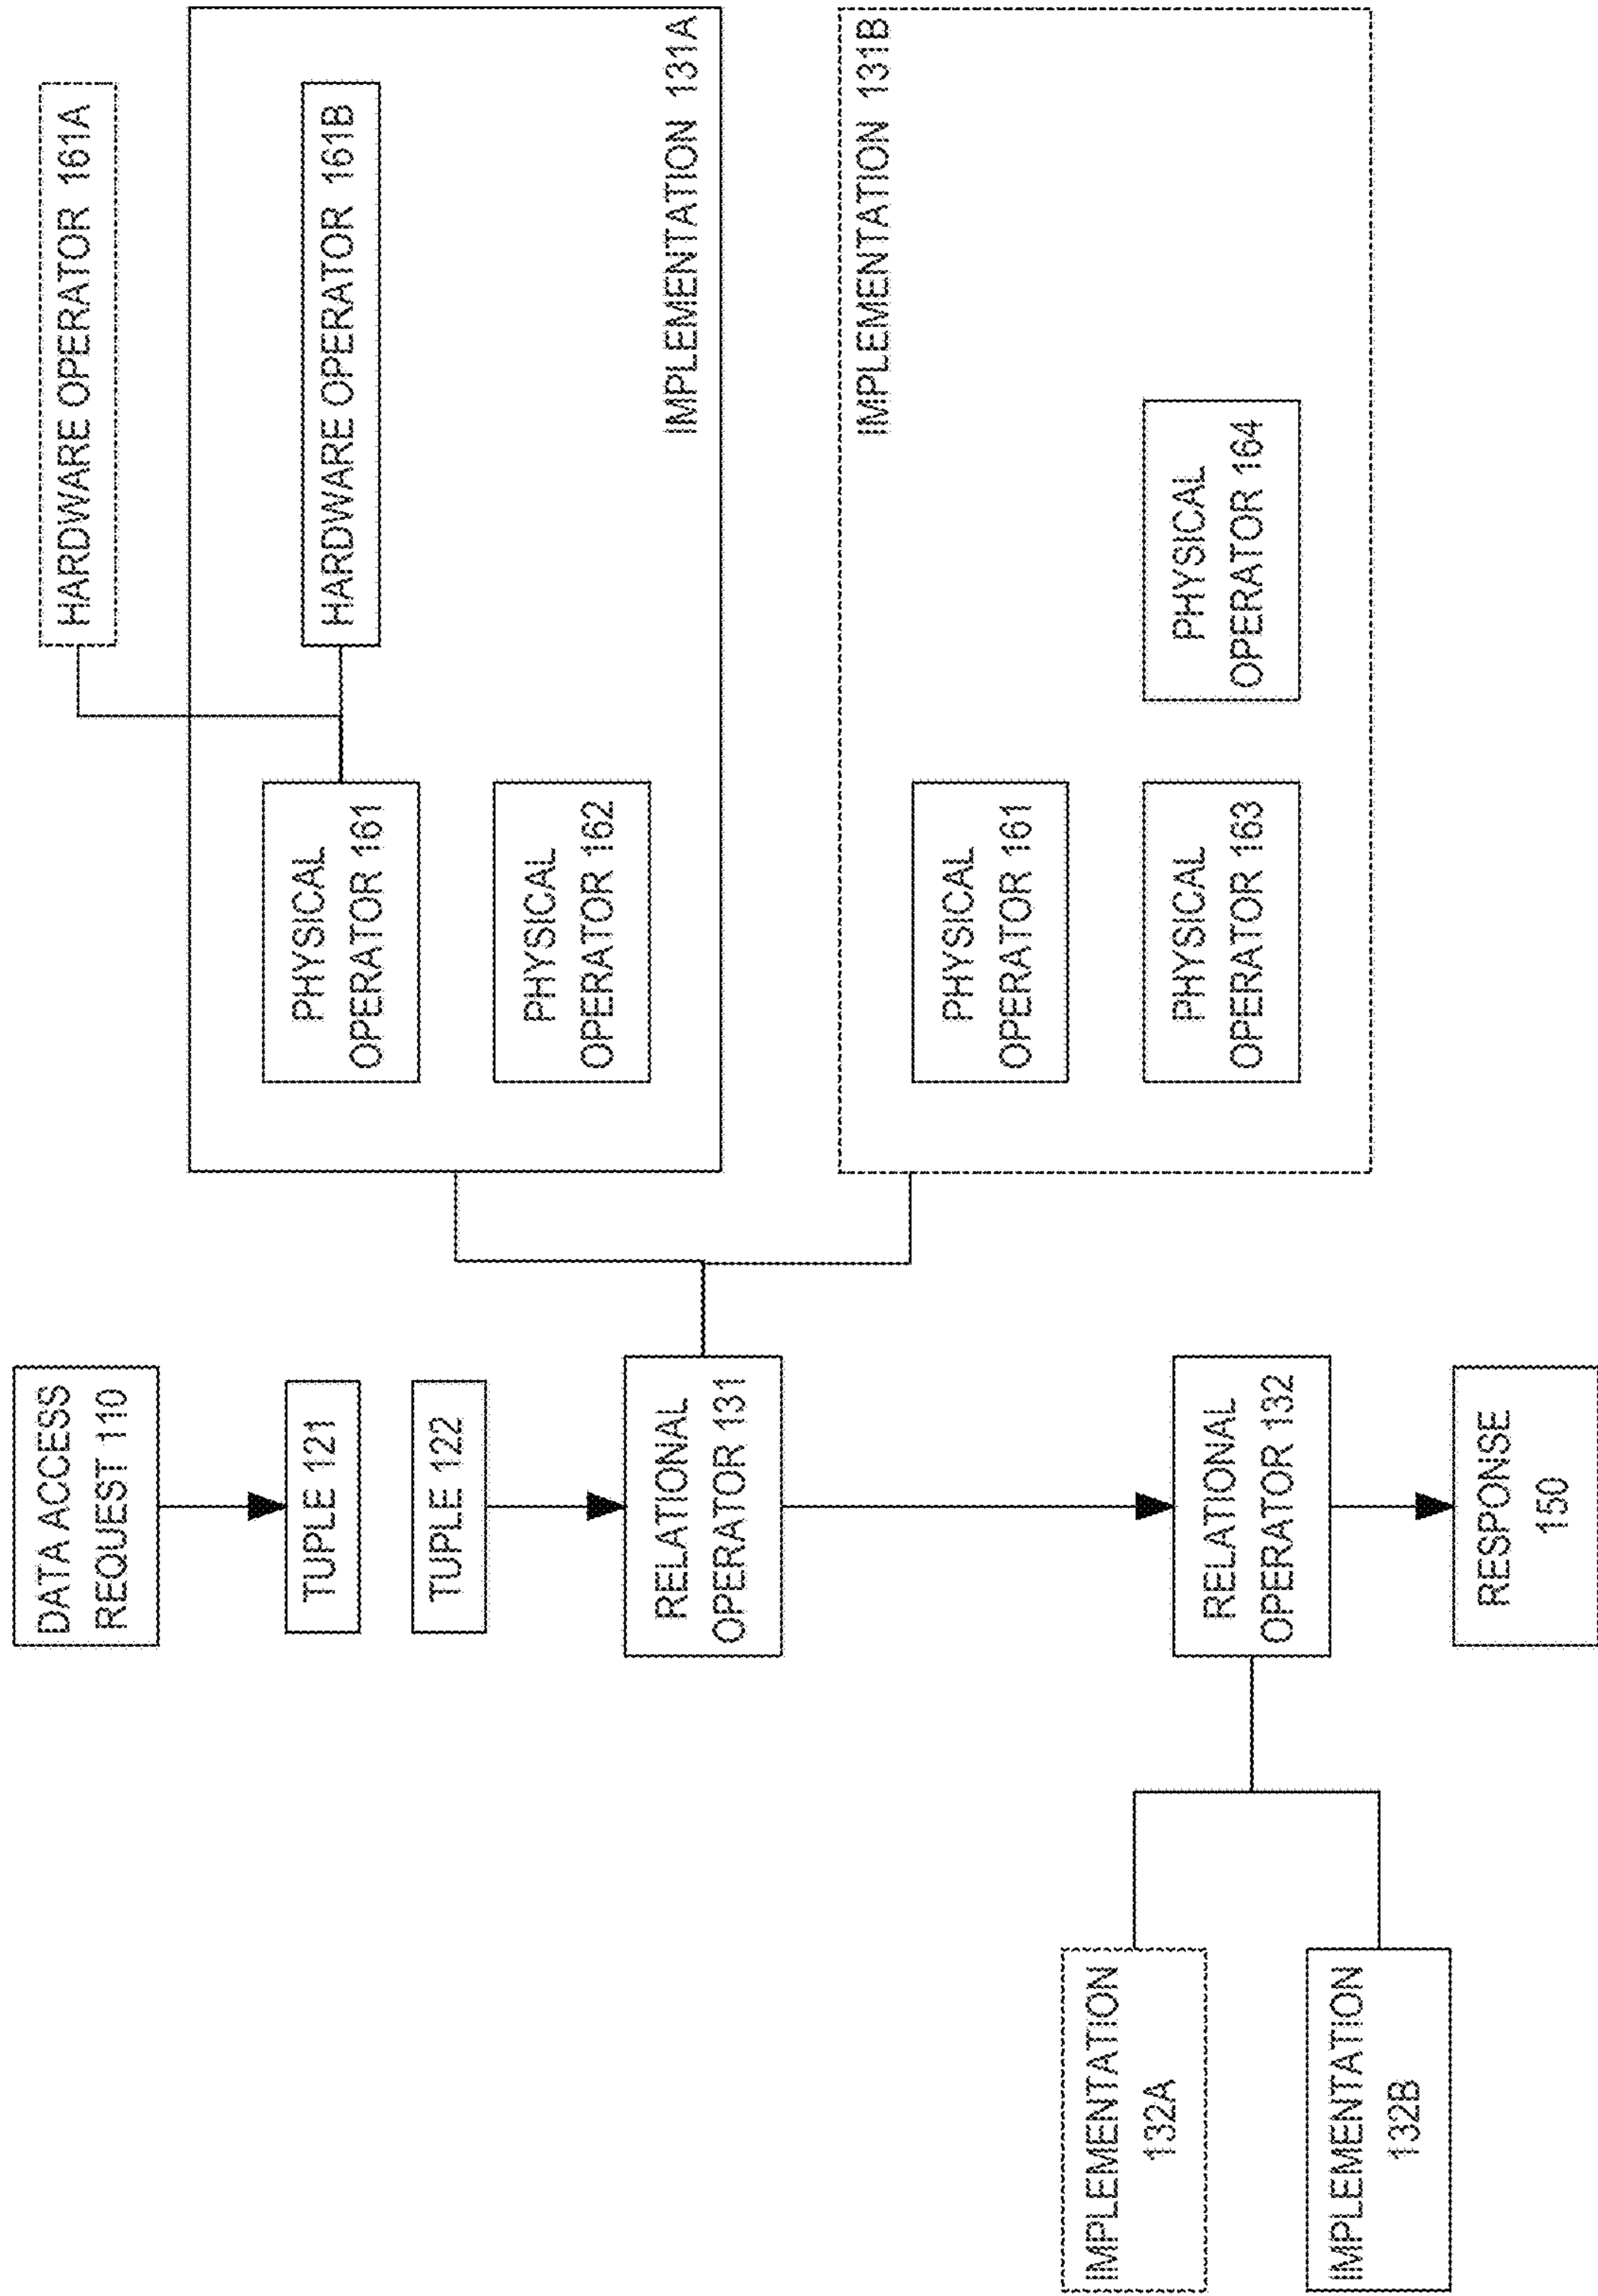 DATA ACCESS
REQUEST 110
TUPLE 121
TUPLE 122
RELATIONAL
OPERATOR 131
RELATIONAL
OPERATOR 132
RESPONSE
150
IMPLEMENTATION
132A
IMPLEMENTATION
132B
HARDWARE OPERATOR 161A
HARDWARE OPERATOR 161B
PHYSICAL
OPERATOR 161
PHYSICAL
OPERATOR 162
IMPLEMENTATION 131A
IMPLEMENTATION 131B
PHYSICAL
OPERATOR 161
PHYSICAL
OPERATOR 163
PHYSICAL
OPERATOR 164